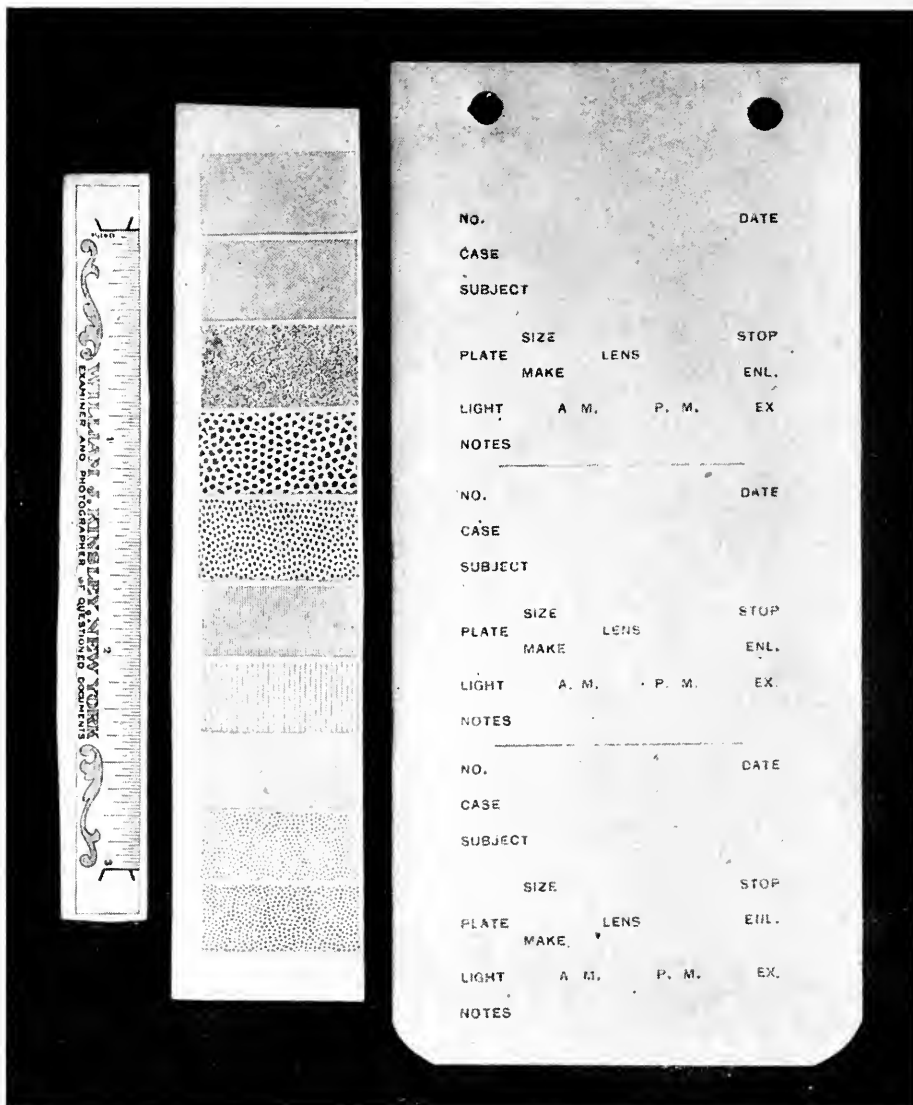 WILLIAM J. KINSLEY. NEW YORK
EXAMINER AND PHOTOGRAPHER OF QUESTIONED DOCUMENTS
1
2
3
NO. DATE
CASE
SUBJECT
SIZE STOP
PLATE LENS
MAKE ENL.
LIGHT A M. P. M. EX
NOTES
NO. DATE
CASE
SUBJECT
SIZE STOP
PLATE LENS
MAKE ENL.
LIGHT A. M. P. M. EX.
NOTES
NO. DATE
CASE
SUBJECT
SIZE STOP
PLATE LENS ENL.
MAKE.
LIGHT A M. P. M. EX.
NOTES